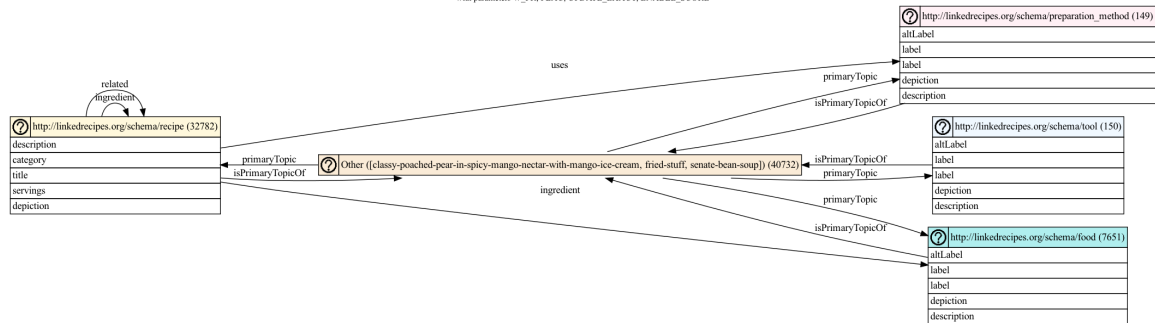 http://linkedrecipes.org/schema/preparation_method (149)
altLabel
label
label
depiction
description
uses
primaryTopic
isPrimaryTopicOf
related
ingredient
http://linkedrecipes.org/schema/recipe (32782)
description
category
title
servings
depiction
primaryTopic
isPrimaryTopicOf
Other ([classy-poached-pear-in-spicy-mango-nectar-with-mango-ice-cream, fried-stuff, senate-bean-soup]) (40732)
isPrimaryTopicOf
primaryTopic
http://linkedrecipes.org/schema/tool (150)
altLabel
label
label
depiction
description
ingredient
primaryTopic
isPrimaryTopicOf
http://linkedrecipes.org/schema/food (7651)
altLabel
label
label
depiction
description